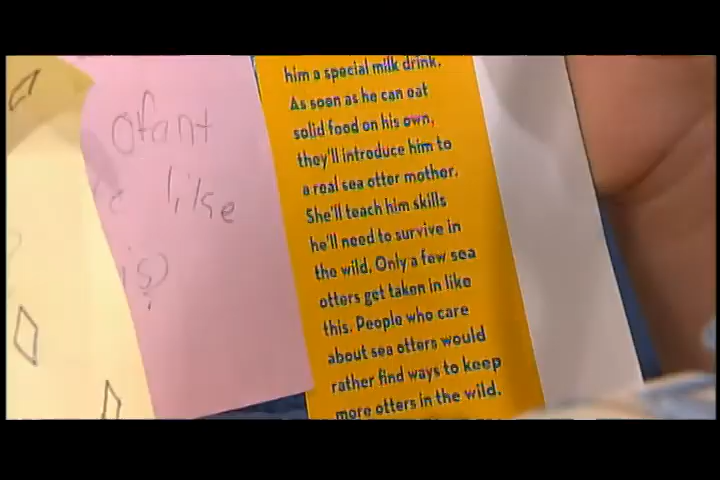 ofant
like
is)
him a special milk drink.
As soon as he can eat
solid food on his own,
they'll introduce him to
a real sea otter mother.
She'll teach him skills
he'll need to survive in
the wild. Only a few sea
otters get taken in like
this. People who care
about sea otters would
rather find ways to keep
more otters in the wild.